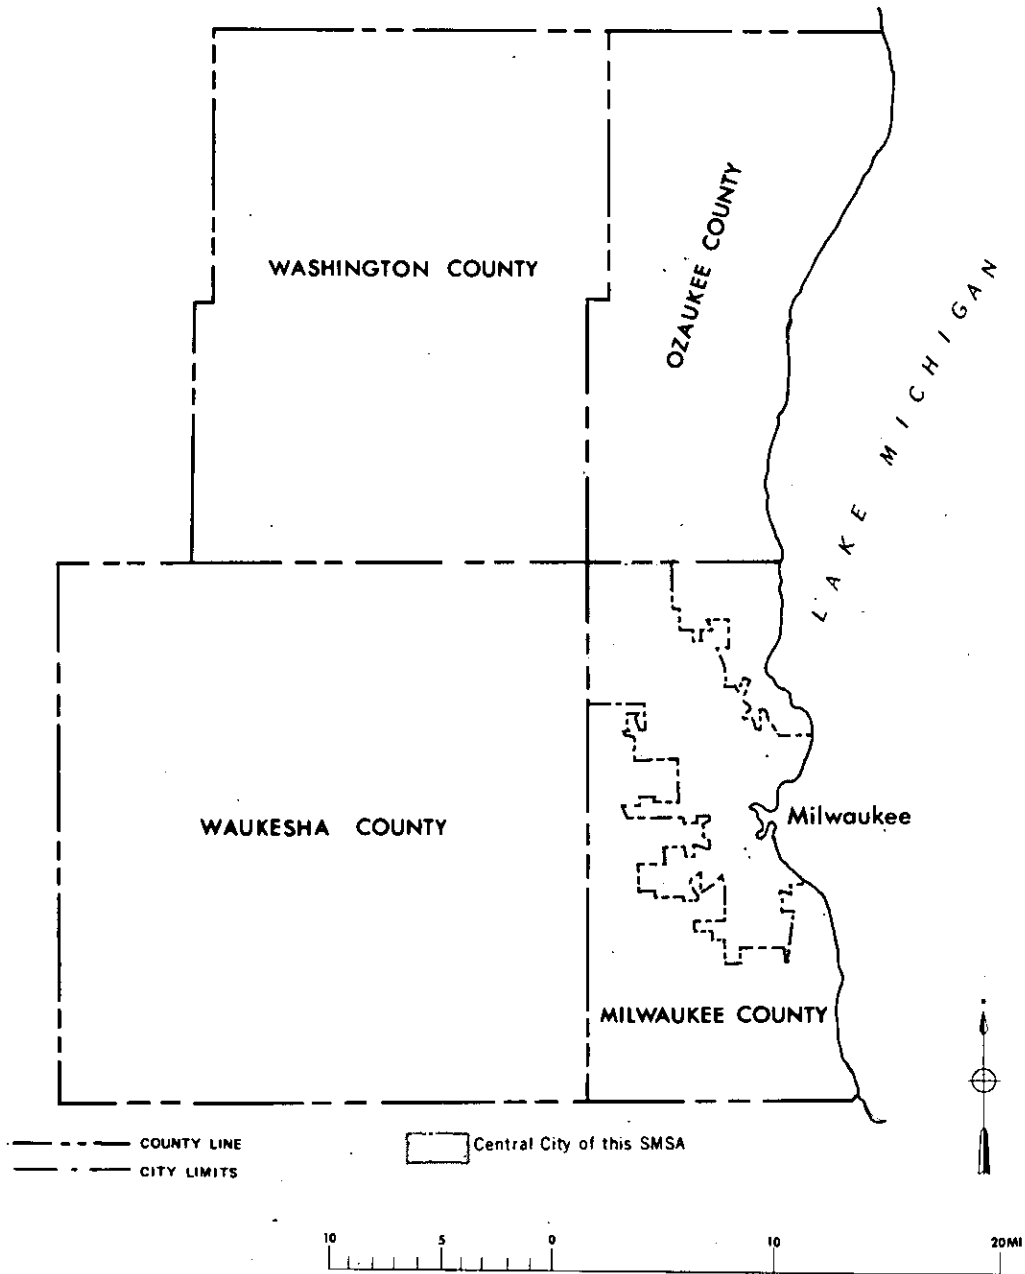 WASHINGTON COUNTY
OZAUKEE COUNTY
LAKE MICHIGAN
WAUKESHA COUNTY
Milwaukee
MILWAUKEE COUNTY
COUNTY LINE
CITY LIMITS
Central City of this SMSA
10 5 0 10 20MI